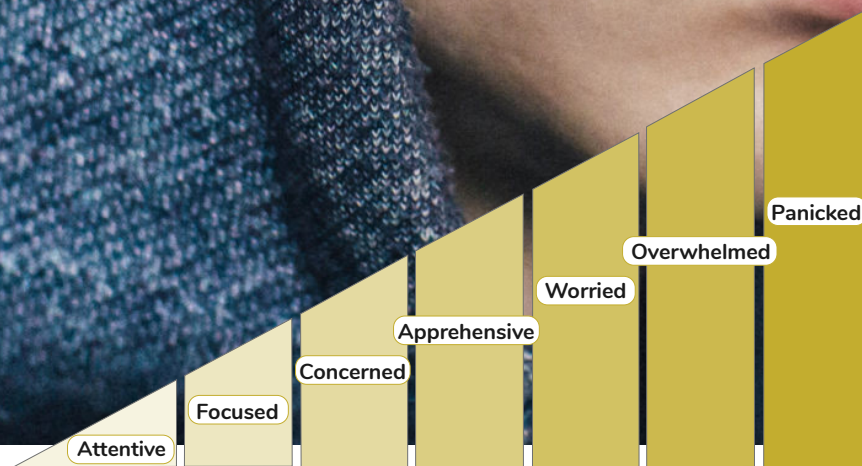 Attentive
Focused
Concerned
Apprehensive
Worried
Overwhelmed
Panicked